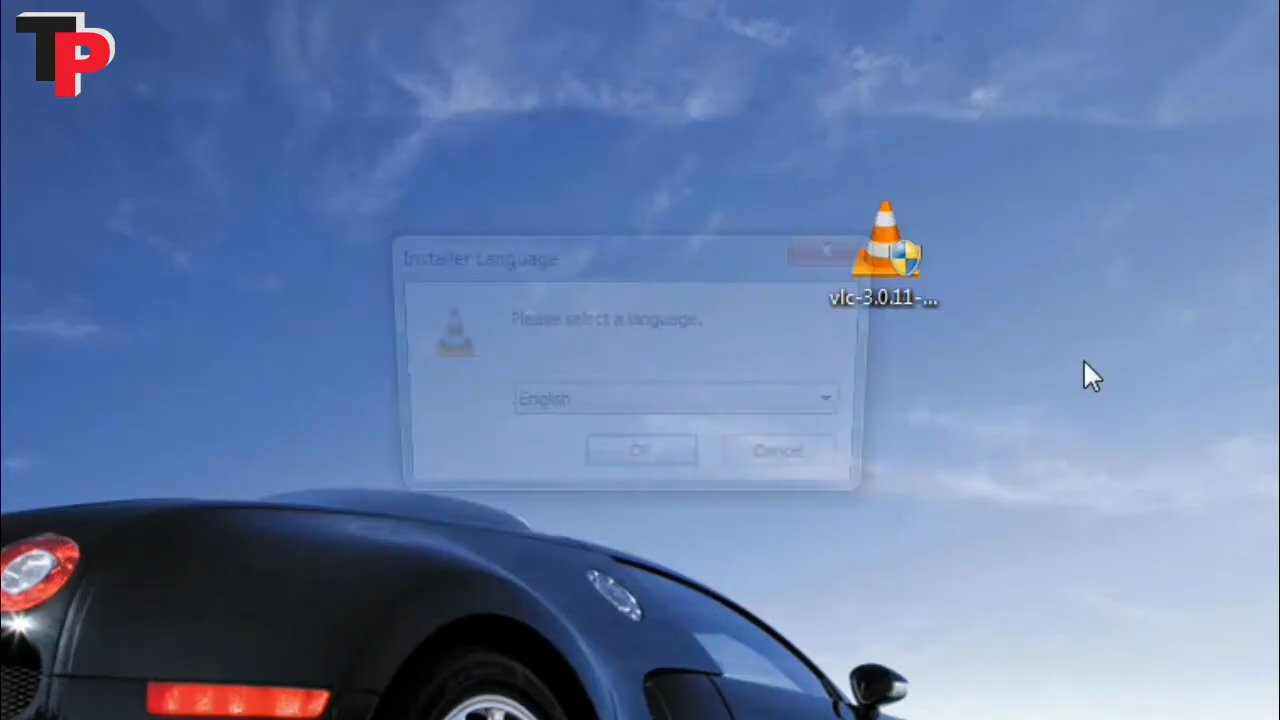 TP
Installer Language
Please select a language.
English
OK
Cancel
vlc-3.0.11-...